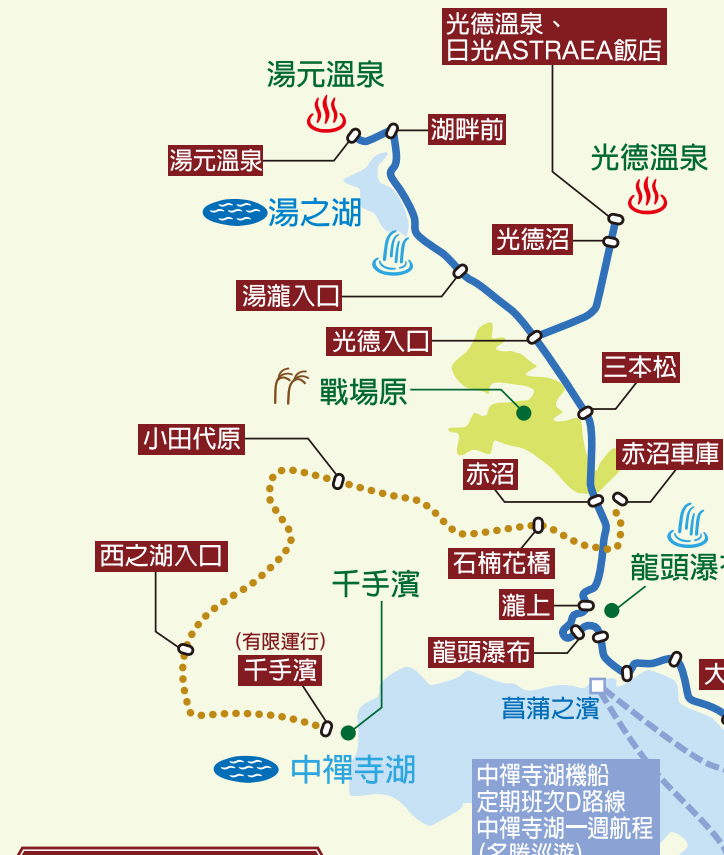 光德溫泉、
日光ASTRAEA飯店
湯元溫泉
湖畔前
湯元溫泉
光德溫泉
湯之湖
光德沼
湯瀧入口
光德入口
三本松
戰場原
小田代原
赤沼車庫
赤沼
西之湖入口
石楠花橋
龍頭瀑布
千手濱
瀧上
(有限運行)
千手濱
龍頭瀑布
大
菖蒲之濱
中禪寺湖
中禪寺湖機船
定期班次D路線
中禪寺湖一週航程
(名勝巡遊)